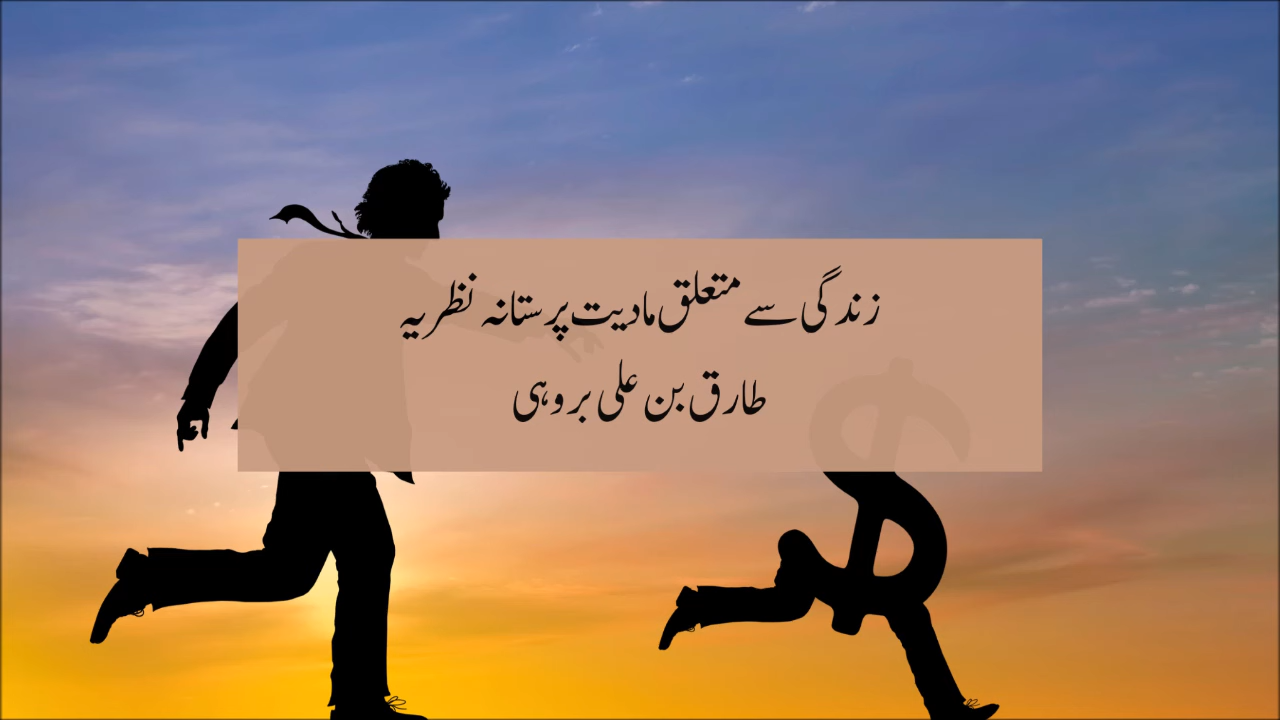 زندگی سے متعلق مادیت پرستانہ نظریہ
طارق بن علی بروہی